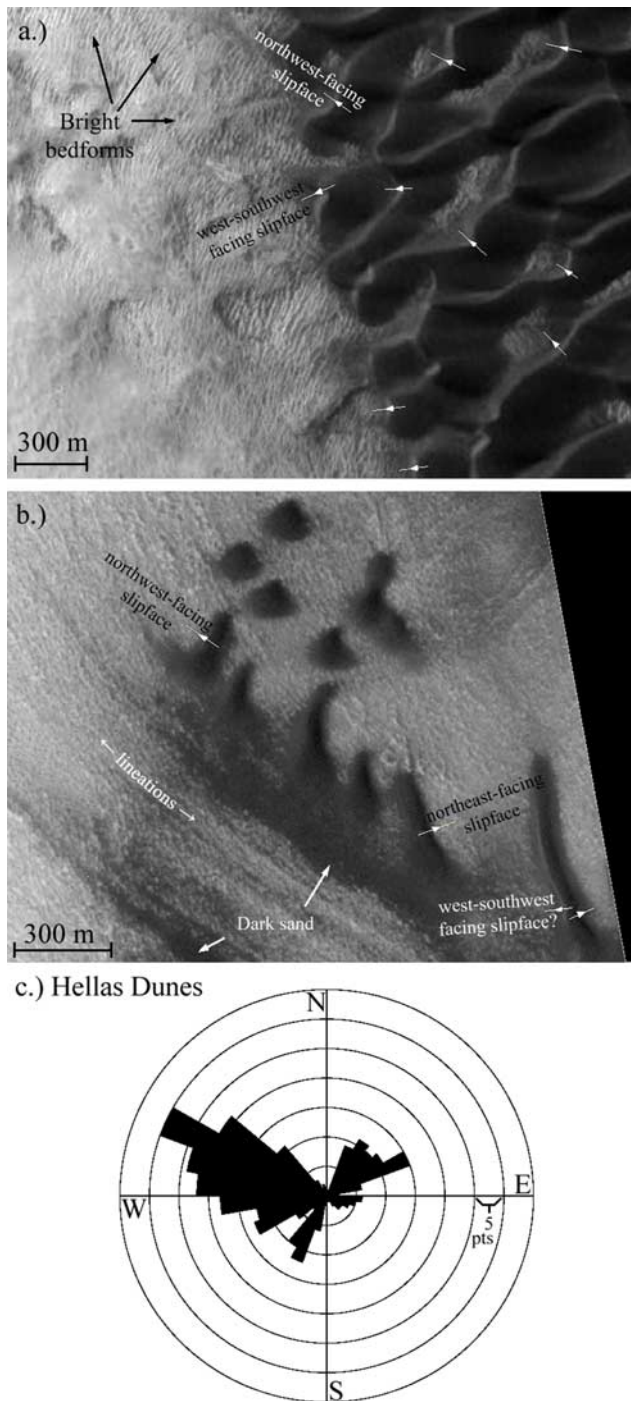 a.)
northwest-facing
slipface
Bright
bedforms
west-southwest
facing slipface
300 m
b.)
northwest-facing
slipface
lineations
northeast-facing
slipface
west-southwest
facing slipface?
Dark sand
300 m
c.) Hellas Dunes
N
W
E
5
pts
S